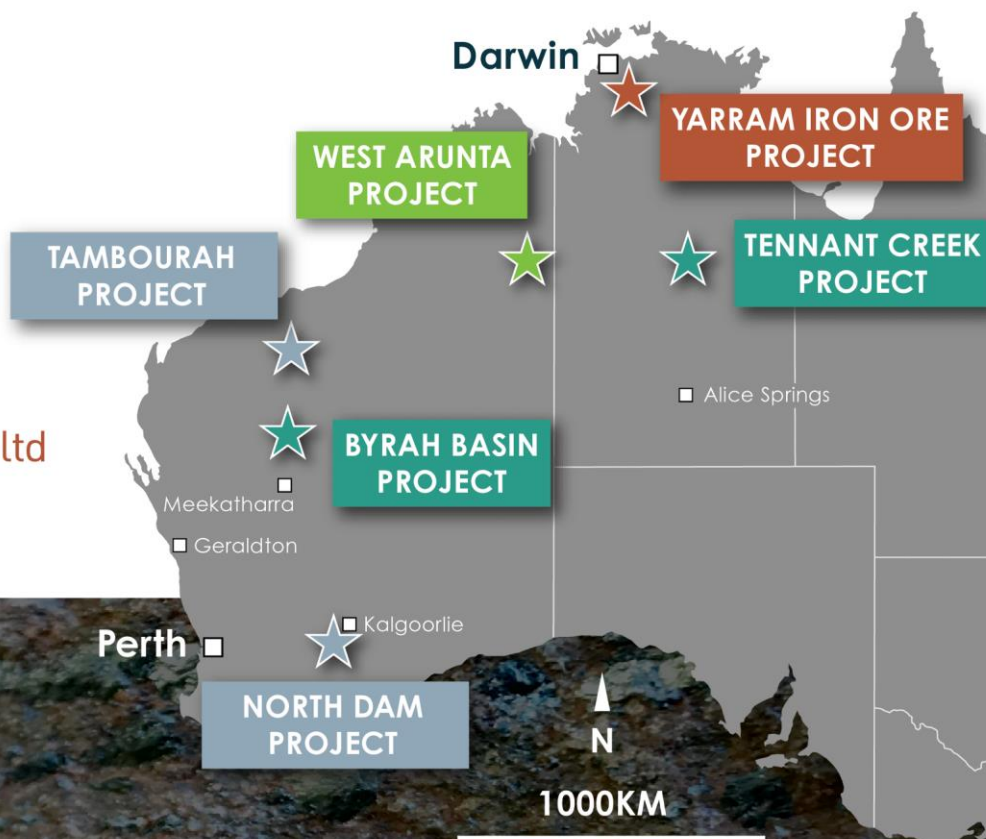 Darwin
YARRAM IRON ORE
PROJECT
WEST ARUNTA
PROJECT
TENNANT CREEK
PROJECT
TAMBOURAH
PROJECT
Alice Springs
ltd
BYRAH BASIN
PROJECT
Meekatharra
Geraldton
Kalgoorlie
Perth
NORTH DAM
PROJECT
N
1000KM